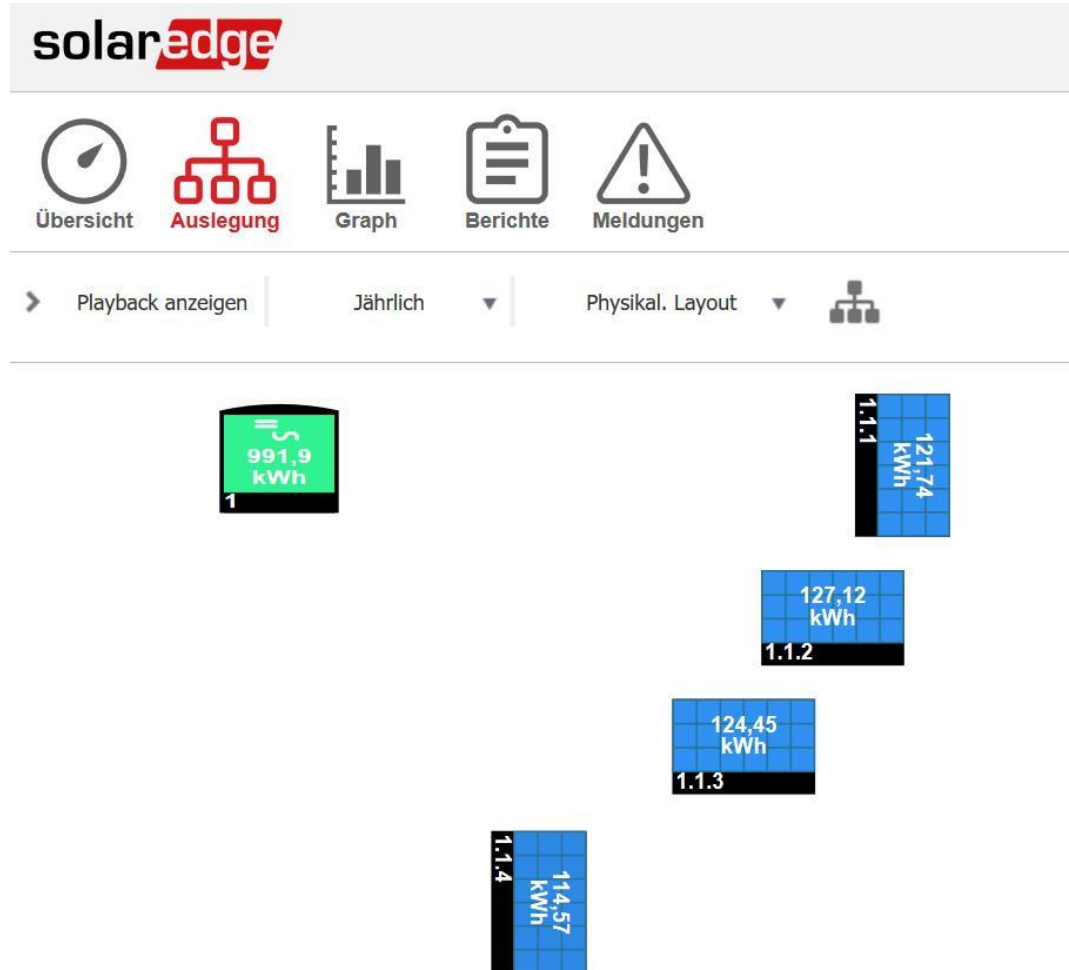 solaredge
Übersicht
Auslegung
Graph
Berichte
Meldungen
Playback anzeigen
Jährlich
Physikal. Layout
991,9
kWh
1
1.1.1
121,74
kWh
127,12
kWh
1.1.2
124,45
kWh
1.1.3
1.1.4
114,57
kWh